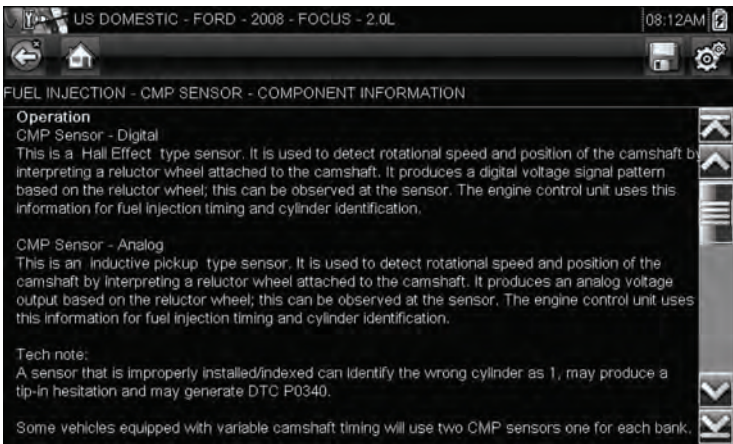 US DOMESTIC - FORD - 2008 - FOCUS - 2.0L 08:12AM
FUEL INJECTION - CMP SENSOR - COMPONENT INFORMATION
Operation
CMP Sensor - Digital
This is a Hall Effect type sensor. It is used to detect rotational speed and position of the camshaft by
interpreting a reluctor wheel attached to the camshaft. It produces a digital voltage signal pattern
based on the reluctor wheel; this can be observed at the sensor. The engine control unit uses this
information for fuel injection timing and cylinder identification.
CMP Sensor - Analog
This is an inductive pickup type sensor. It is used to detect rotational speed and position of the
camshaft by interpreting a reluctor wheel attached to the camshaft. It produces an analog voltage
output based on the reluctor wheel; this can be observed at the sensor. The engine control unit uses
this information for fuel injection timing and cylinder identification.
Tech note:
A sensor that is improperly installed/indexed can identify the wrong cylinder as 1, may produce a
tip-in hesitation and may generate DTC P0340.
Some vehicles equipped with variable camshaft timing will use two CMP sensors one for each bank.